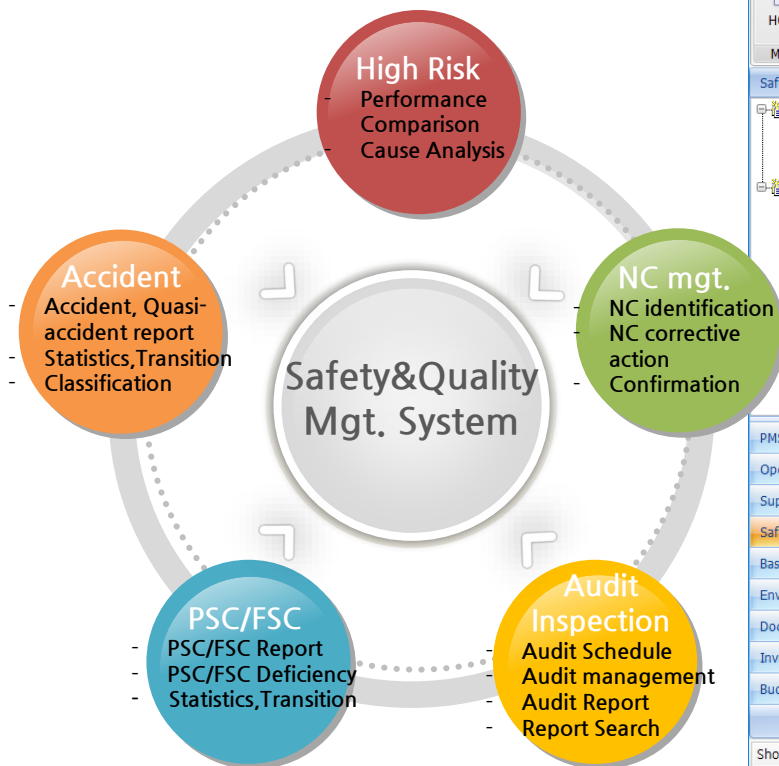 High Risk
- Performance
Comparison
- Cause Analysis
Accident
- Accident, Quasi-
accident report
- Statistics,Transition
- Classification
NC mgt.
- NC identification
- NC corrective
action
- Confirmation
Safety&Quality
Mgt. System
PSC/FSC
- PSC/FSC Report
- PSC/FSC Deficiency
- Statistics,Transition
Audit
Inspection
- Audit Schedule
- Audit management
- Audit Report
- Report Search